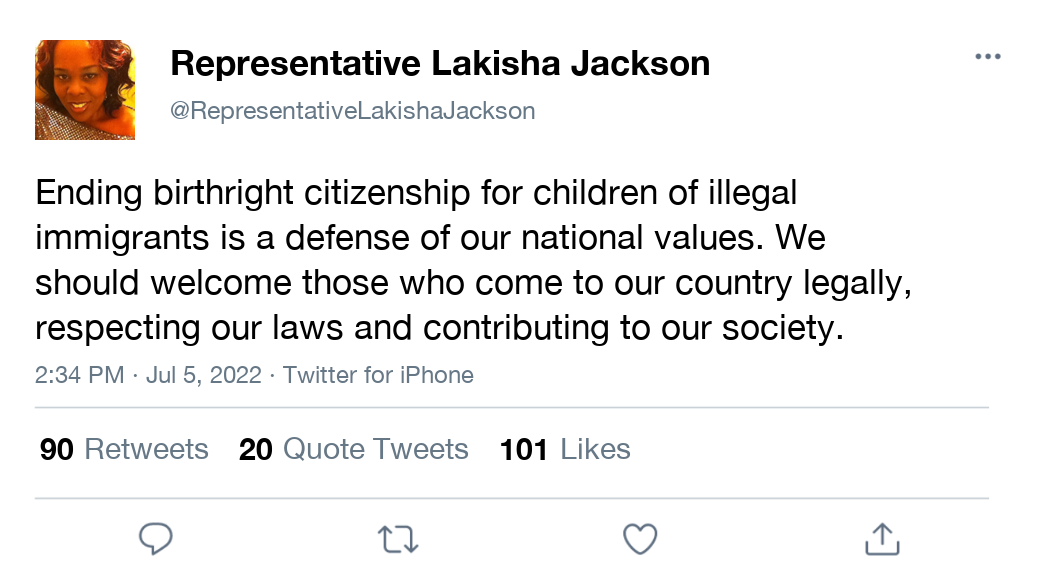 Representative Lakisha Jackson
@RepresentativeLakishaJackson
Ending birthright citizenship for children of illegal
immigrants is a defense of our national values. We
should welcome those who come to our country legally,
respecting our laws and contributing to our society.
2:34 PM · Jul 5, 2022 · Twitter for iPhone
90 Retweets 20 Quote Tweets 101 Likes